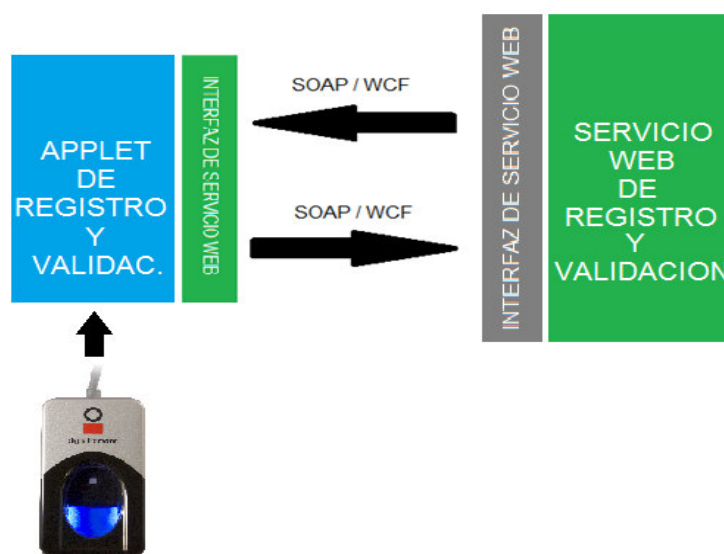 APPLET
DE
REGISTRO
Y
VALIDAC.
INTERFAZ DE SERVICIO WEB
SOAP / WCF
SOAP / WCF
INTERFAZ DE SERVICIO WEB
SERVICIO
WEB
DE
REGISTRO
Y
VALIDACION